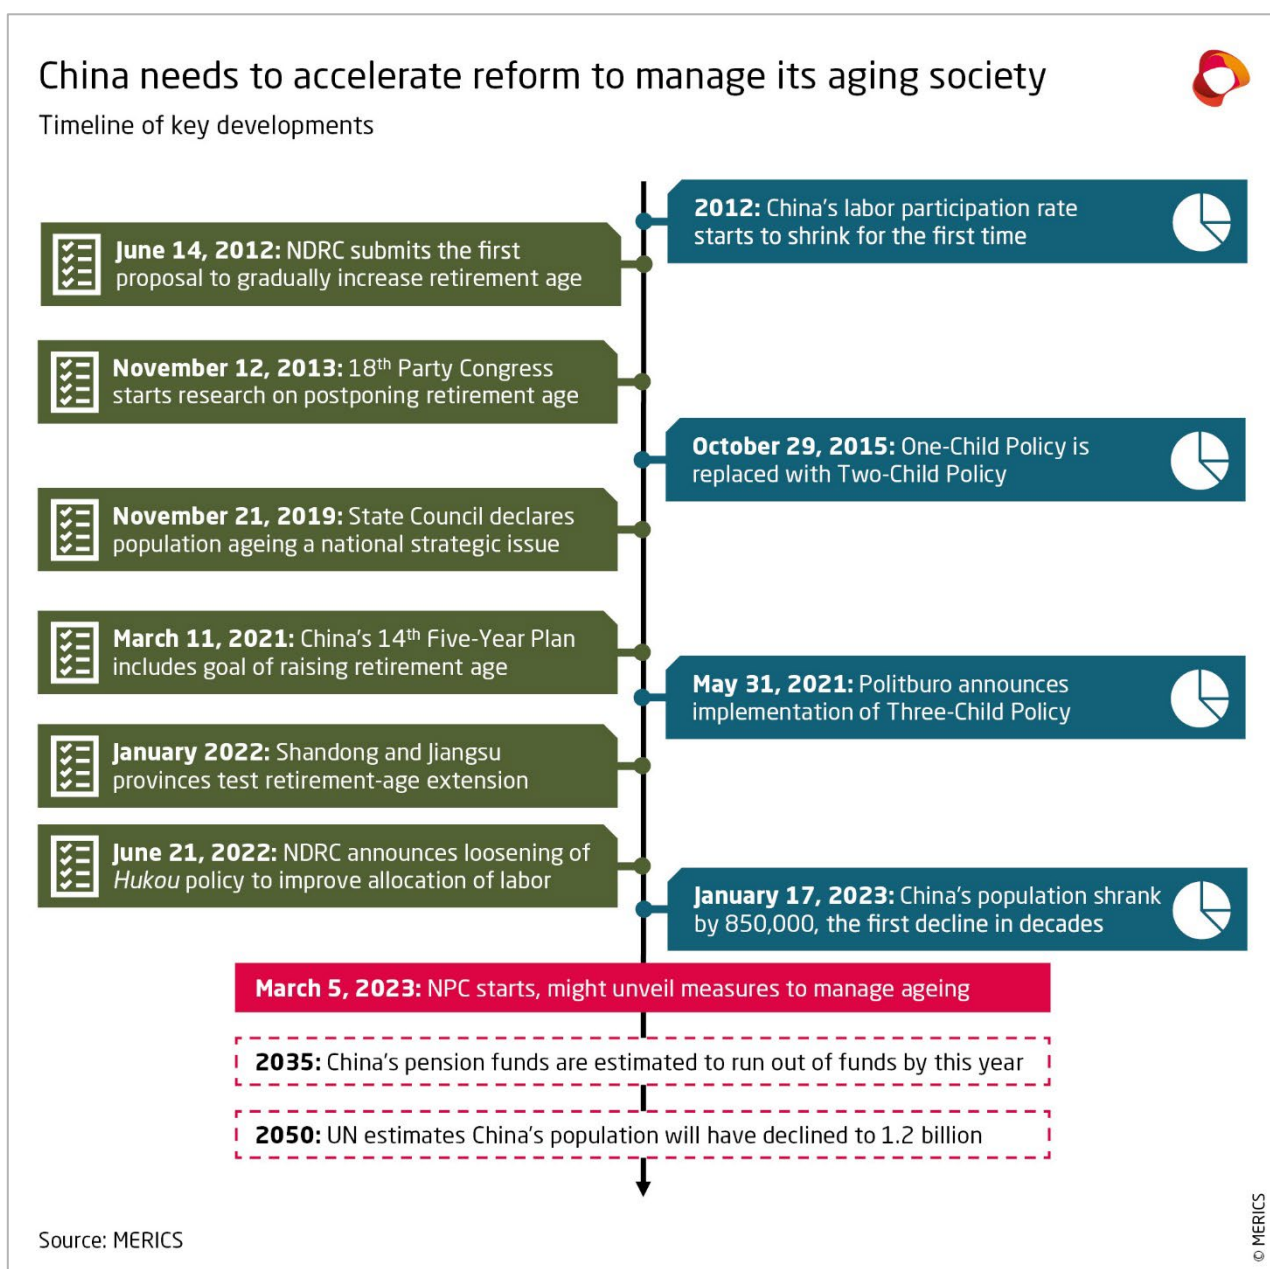 China needs to accelerate reform to manage its aging society
Timeline of key developments
2012: China's labor participation rate
starts to shrink for the first time
June 14, 2012: NDRC submits the first
proposal to gradually increase retirement age
November 12, 2013: 18th Party Congress
starts research on postponing retirement age
October 29, 2015: One-Child Policy is
replaced with Two-Child Policy
November 21, 2019: State Council declares
population ageing a national strategic issue
March 11, 2021: China's 14th Five-Year Plan
includes goal of raising retirement age
May 31, 2021: Politburo announces
implementation of Three-Child Policy
January 2022: Shandong and Jiangsu
provinces test retirement-age extension
June 21, 2022: NDRC announces loosening of
Hukou policy to improve allocation of labor
January 17, 2023: China's population shrank
by 850,000, the first decline in decades
March 5, 2023: NPC starts, might unveil measures to manage ageing
2035: China's pension funds are estimated to run out of funds by this year
2050: UN estimates China's population will have declined to 1.2 billion
Source: MERICS
© MERICS